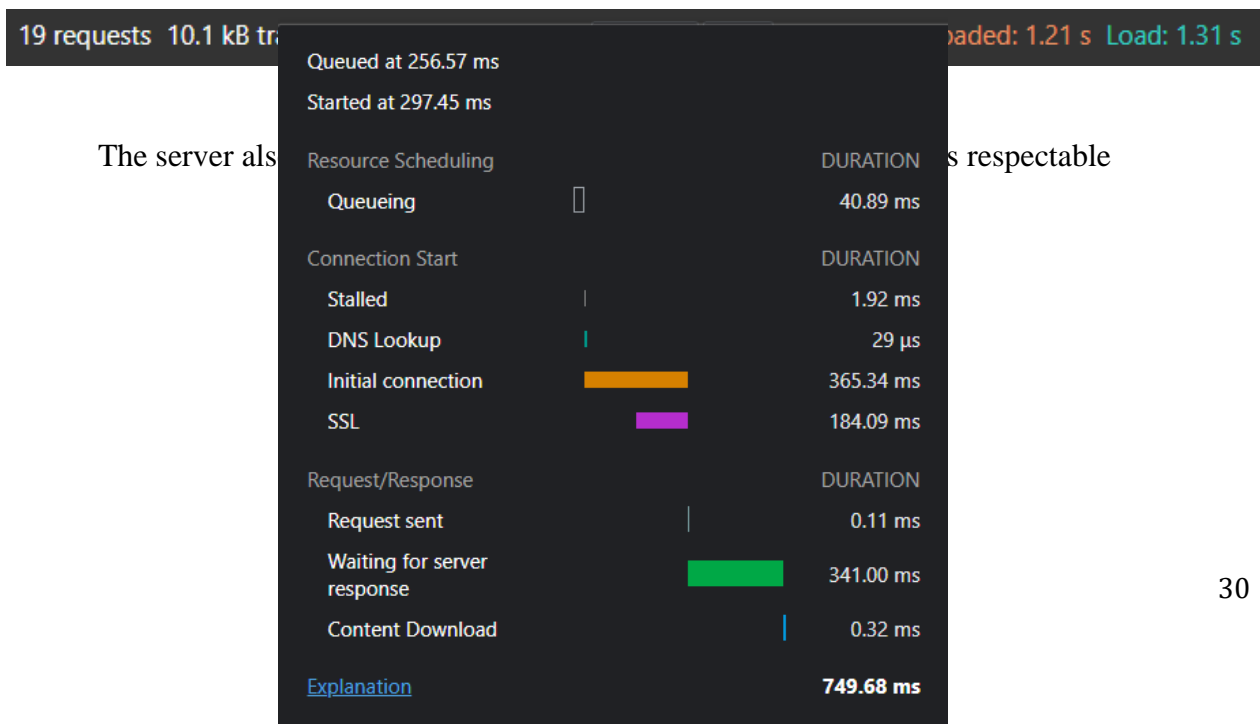 19 requests 10.1 kB aded: 1.21 s Load: 1.31 s
Queued at 256.57 ms
Started at 297.45 ms
The server als s respectable
Resource Scheduling DURATION
Queueing 40.89 ms
Connection Start DURATION
Stalled 1.92 ms
DNS Lookup 29 μs
Initial connection 365.34 ms
SSL 184.09 ms
Request/Response DURATION
Request sent 0.11 ms
Waiting for server
response 341.00 ms
30
Content Download 0.32 ms
Explanation 749.68 ms